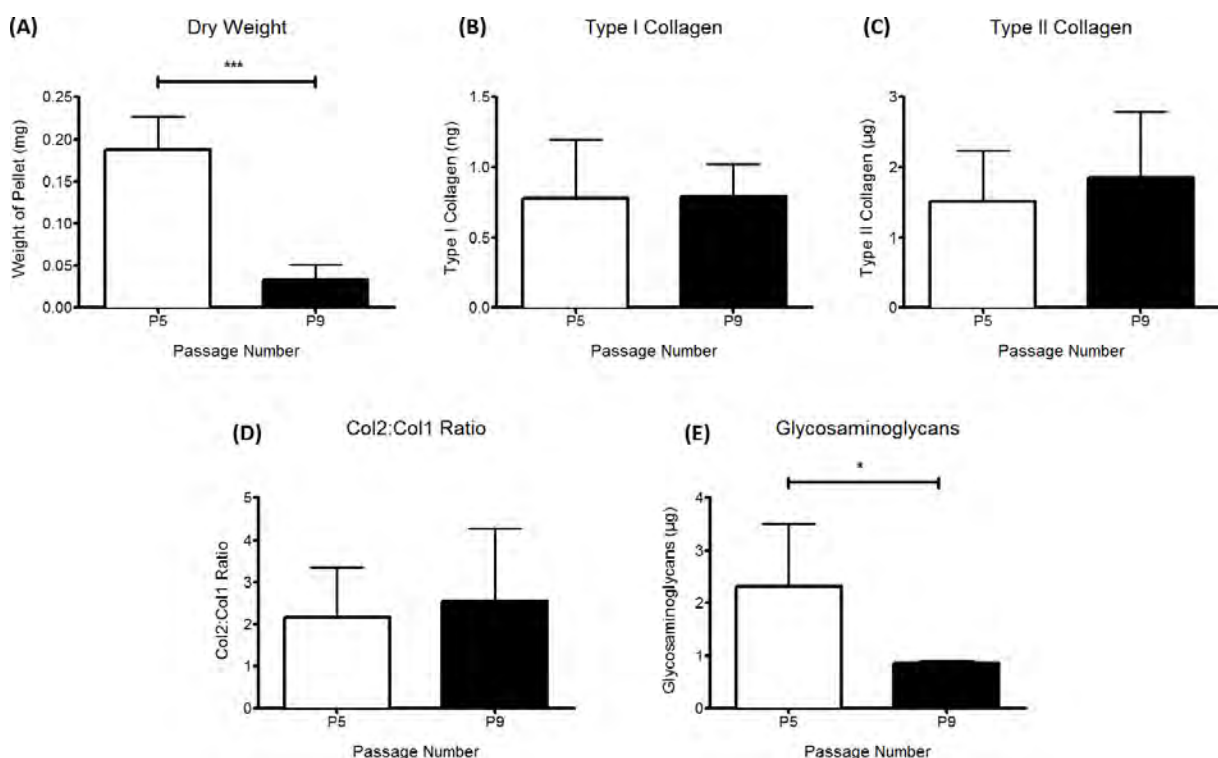 (A)
Dry Weight
***
Weight of Pellet (mg)
0.25
0.20
0.15
0.10
0.05
0.00
P5
P9
Passage Number
(B)
Type I Collagen
Type I Collagen (ng)
1.5
1.0
0.5
0.0
P5
P9
Passage Number
(C)
Type II Collagen
Type II Collagen (µg)
3
2
1
0
P5
P9
Passage Number
(D)
Col2:Col1 Ratio
Col2:Col1 Ratio
5
4
3
2
1
0
P5
P9
Passage Number
(E)
Glycosaminoglycans
*
Glycosaminoglycans (µg)
4
3
2
1
0
P5
P9
Passage Number